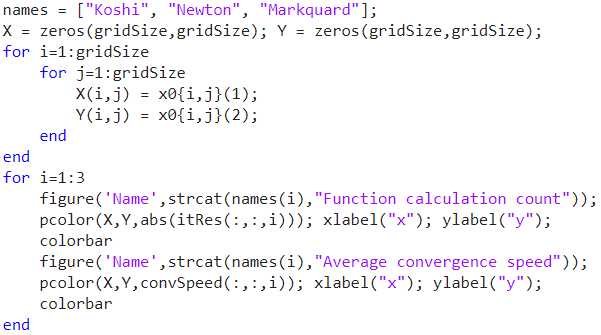 names = ["Koshi", "Newton", "Markquard"];
X = zeros(gridSize,gridSize); Y = zeros(gridSize,gridSize);
for i=1:gridSize
    for j=1:gridSize
        X(i,j) = x0{i,j}(1);
        Y(i,j) = x0{i,j}(2);
    end
end
for i=1:3
    figure('Name',strcat(names(i),"Function calculation count"));
    pcolor(X,Y,abs(itRes(:,:,i))); xlabel("x"); ylabel("y");
    colorbar
    figure('Name',strcat(names(i),"Average convergence speed"));
    pcolor(X,Y,convSpeed(:,:,i)); xlabel("x"); ylabel("y");
    colorbar
end